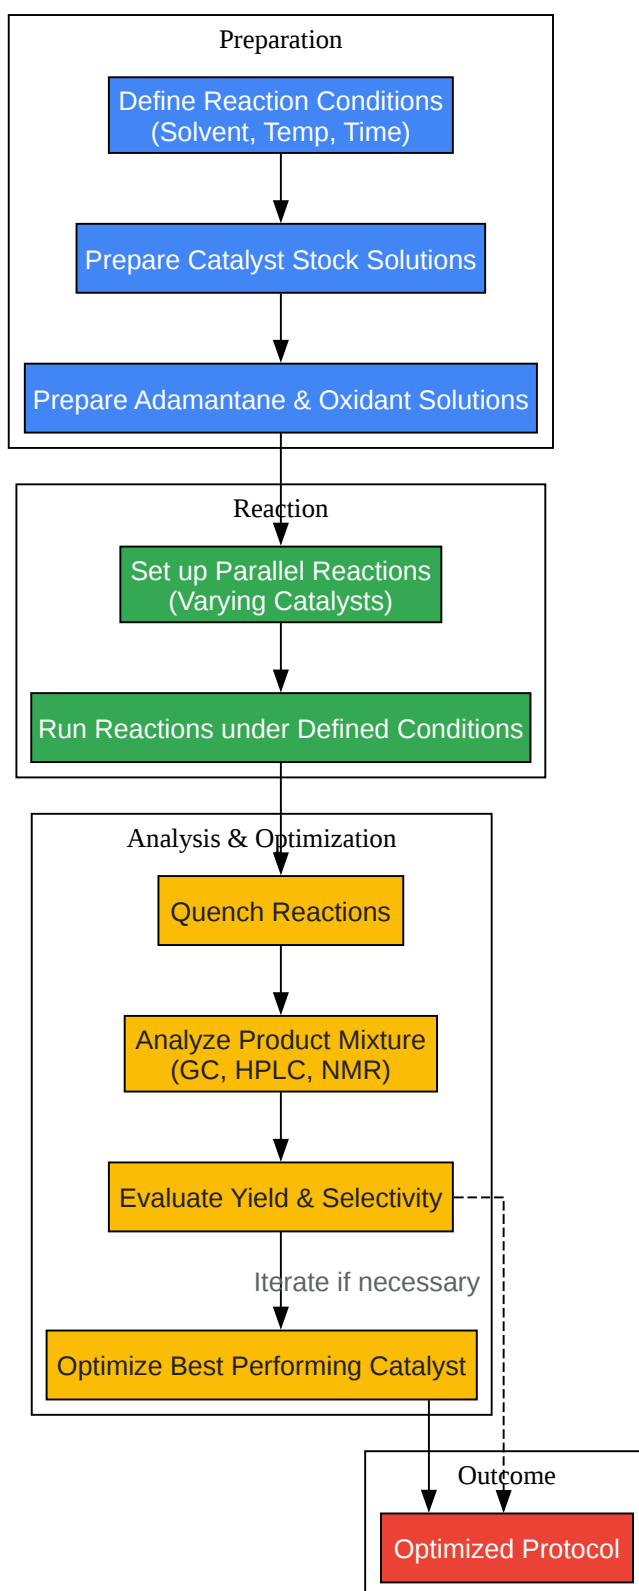 Preparation
Define Reaction Conditions
(Solvent, Temp, Time)
Prepare Catalyst Stock Solutions
Prepare Adamantane & Oxidant Solutions
Reaction
Set up Parallel Reactions
(Varying Catalysts)
Run Reactions under Defined Conditions
Analysis & Optimization
Quench Reactions
Analyze Product Mixture
(GC, HPLC, NMR)
Evaluate Yield & Selectivity
Iterate if necessary
Optimize Best Performing Catalyst
Outcome
Optimized Protocol